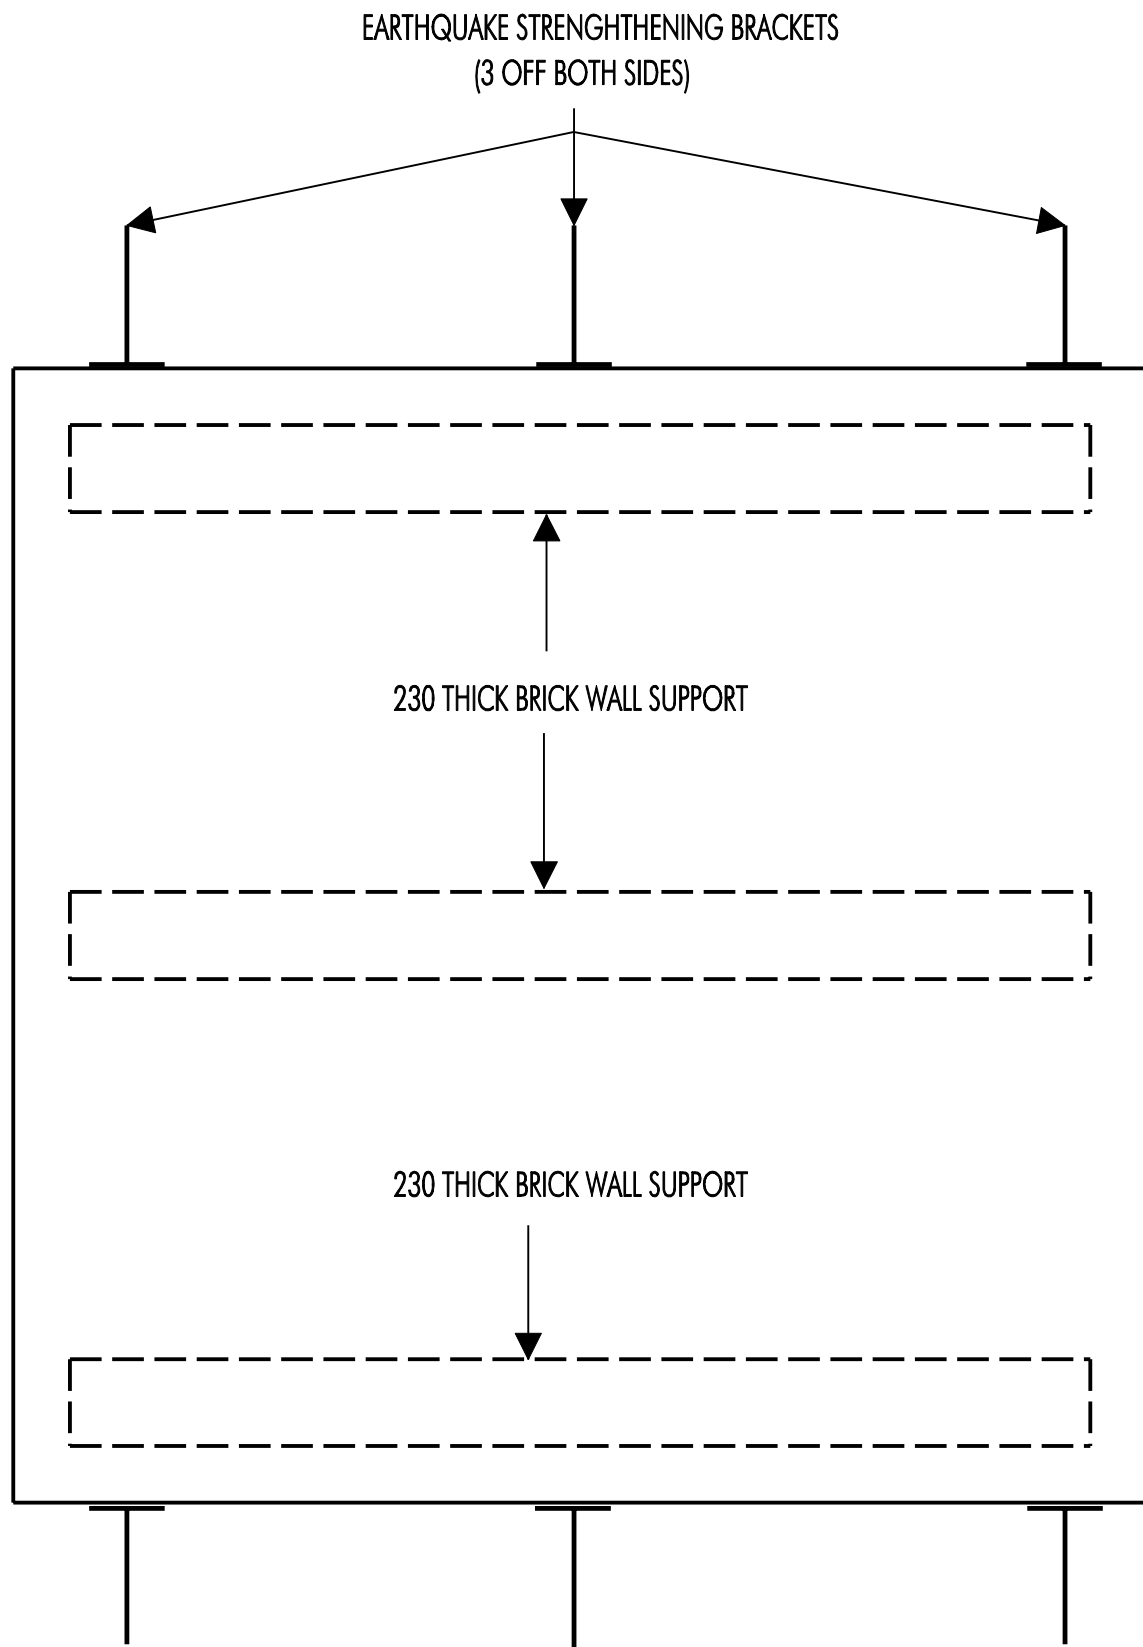 EARTHQUAKE STRENGHTHENING BRACKETS
(3 OFF BOTH SIDES)
230 THICK BRICK WALL SUPPORT
230 THICK BRICK WALL SUPPORT